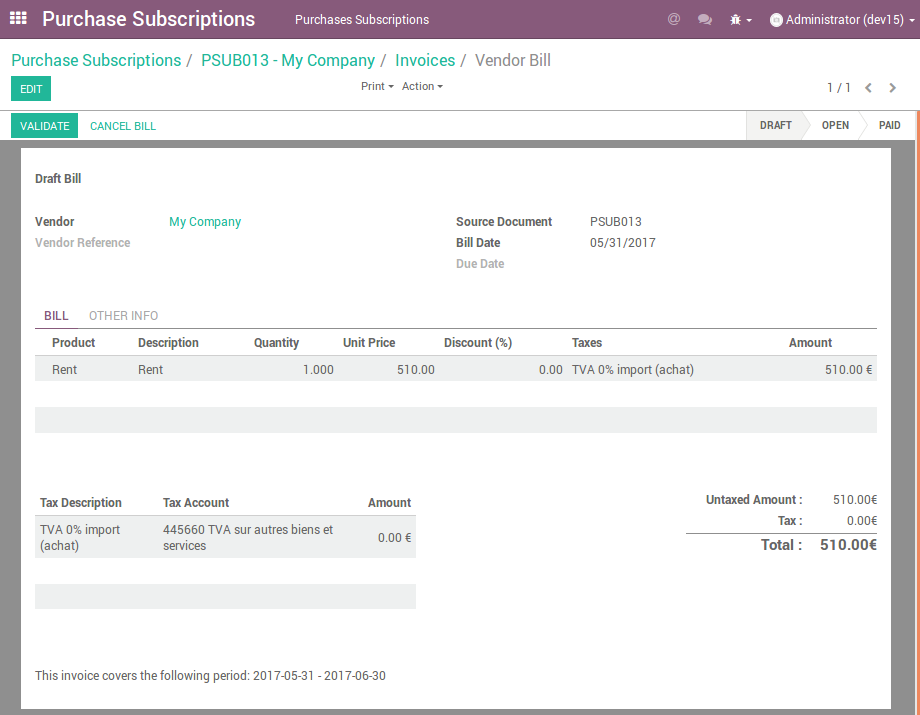 Purchase Subscriptions Purchases Subscriptions @ Administrator (dev15)
Purchase Subscriptions / PSUB013 - My Company / Invoices / Vendor Bill
EDIT Print Action 1 / 1
VALIDATE CANCEL BILL DRAFT OPEN PAID
Draft Bill
Vendor My Company Source Document PSUB013
Vendor Reference Bill Date 05/31/2017
Due Date
BILL OTHER INFO
Product Description Quantity Unit Price Discount (%) Taxes Amount
Rent Rent 1.000 510.00 0.00 TVA 0% import (achat) 510.00 €
Tax Description Tax Account Amount
TVA 0% import (achat) 445660 TVA sur autres biens et services 0.00 €
Untaxed Amount : 510.00€
Tax : 0.00€
Total : 510.00€
This invoice covers the following period: 2017-05-31 - 2017-06-30